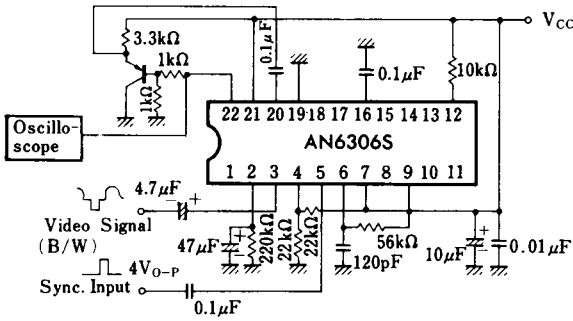 V_CC
3.3kΩ
0.1μF
1kΩ
1kΩ
0.1μF
10kΩ
Oscillo-
scope
22 21 20 19 18 17 16 15 14 13 12
AN6306S
1 2 3 4 5 6 7 8 9 10 11
4.7μF
− +
Video Signal
(B/W)
47μF
+
−
220kΩ
22kΩ
22kΩ
56kΩ
120pF
10μF
+
−
0.01μF
4V_O-P
Sync. Input
0.1μF